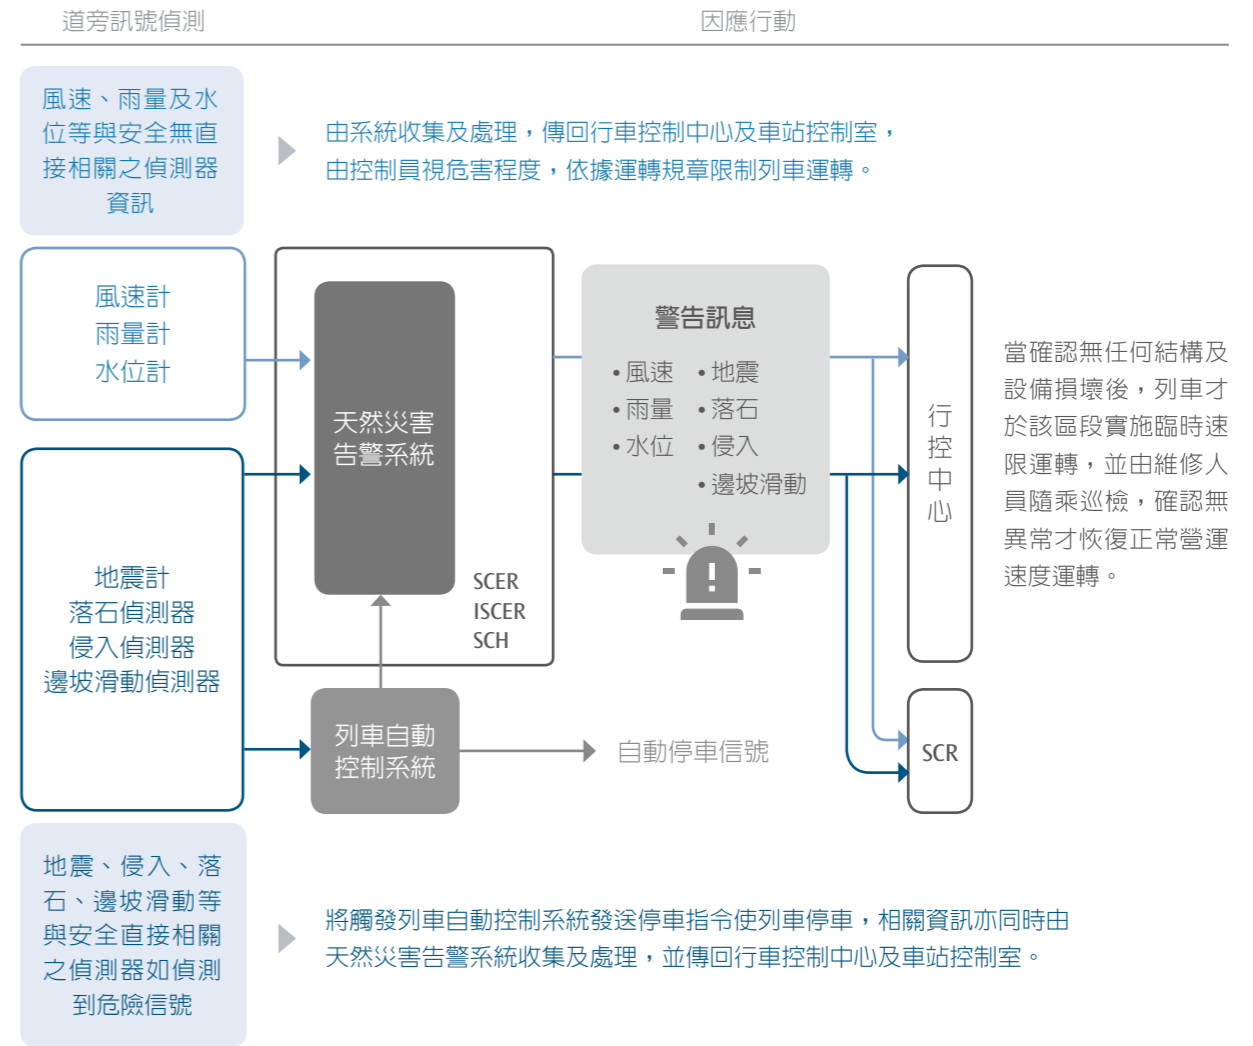 道旁訊號偵測
因應行動
風速、雨量及水
位等與安全無直
接相關之偵測器
資訊
由系統收集及處理，傳回行車控制中心及車站控制室，
由控制員視危害程度，依據運轉規章限制列車運轉。
風速計
雨量計
水位計
地震計
落石偵測器
侵入偵測器
邊坡滑動偵測器
天然災害
告警系統
SCER
ISCER
SCH
列車自動
控制系統
自動停車信號
警告訊息
•風速
•雨量
•水位
•地震
•落石
•侵入
•邊坡滑動
行
控
中
心
SCR
當確認無任何結構及
設備損壞後，列車才
於該區段實施臨時速
限運轉，並由維修人
員隨乘巡檢，確認無
異常才恢復正常營運
速度運轉。
地震、侵入、落
石、邊坡滑動等
與安全直接相關
之偵測器如偵測
到危險信號
將觸發列車自動控制系統發送停車指令使列車停車，相關資訊亦同時由
天然災害告警系統收集及處理，並傳回行車控制中心及車站控制室。